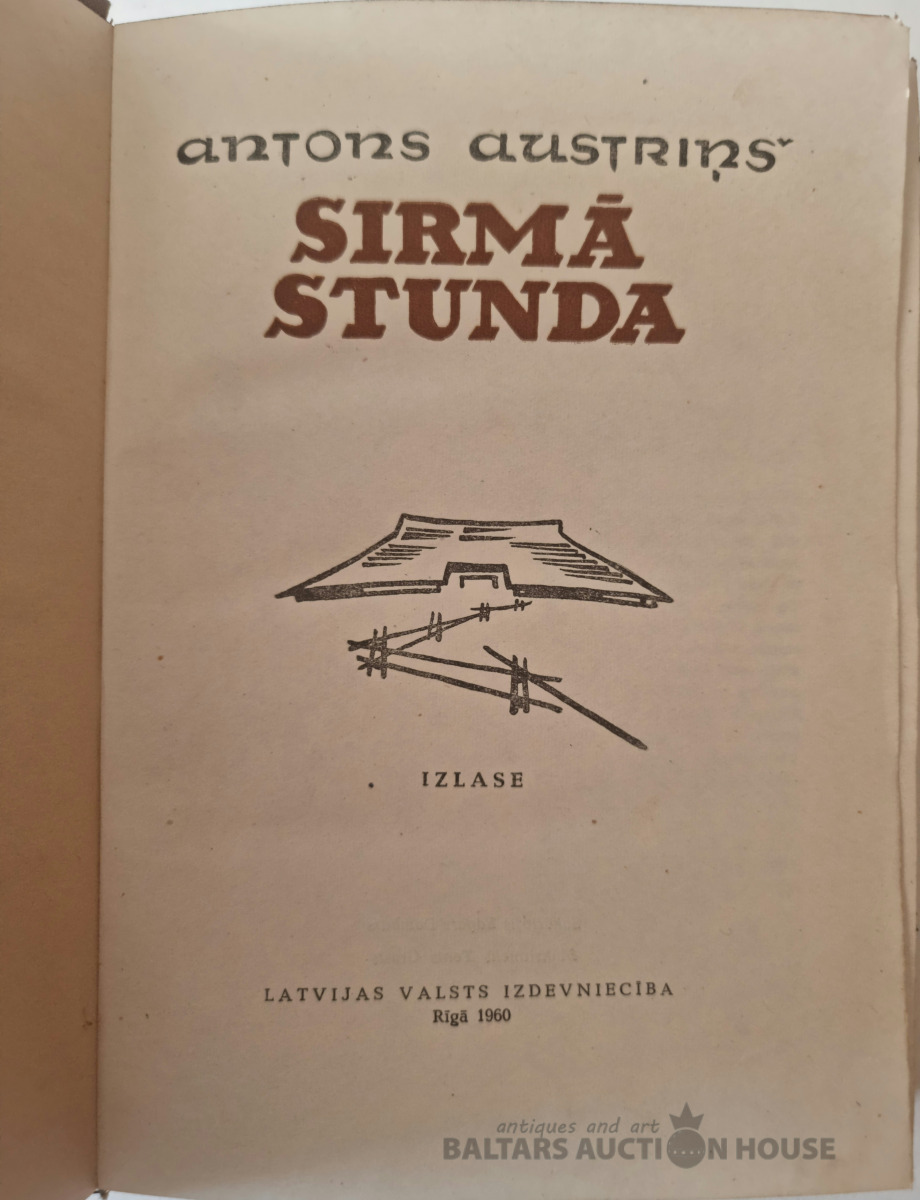 ANTONS AUSTRIŅŠ
SIRMĀ
STUNDA
IZLASE
LATVIJAS VALSTS IZDEVNIECĪBA
Rīgā 1960
antiques and art
BALTARS AUCTION HOUSE